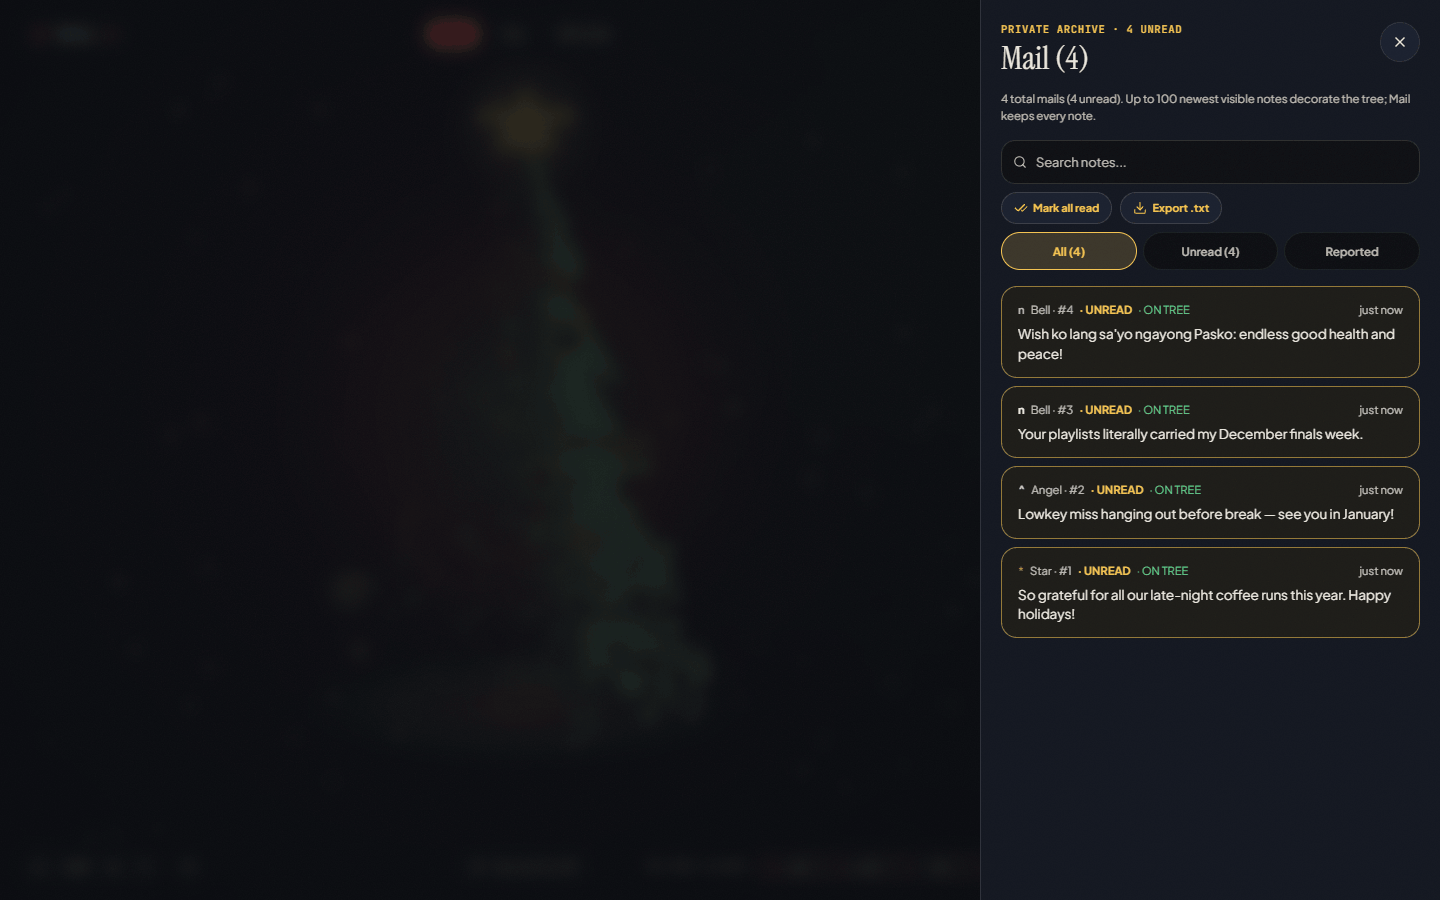 PRIVATE ARCHIVE · 4 UNREAD
Mail (4)
4 total mails (4 unread). Up to 100 newest visible notes decorate the tree; Mail
keeps every note.
Search notes...
Mark all read
Export .txt
All (4)
Unread (4)
Reported
n Bell · #4 · UNREAD · ON TREE just now
Wish ko lang sa'yo ngayong Pasko: endless good health and
peace!
n Bell · #3 · UNREAD · ON TREE just now
Your playlists literally carried my December finals week.
^ Angel · #2 · UNREAD · ON TREE just now
Lowkey miss hanging out before break — see you in January!
* Star · #1 · UNREAD · ON TREE just now
So grateful for all our late-night coffee runs this year. Happy
holidays!